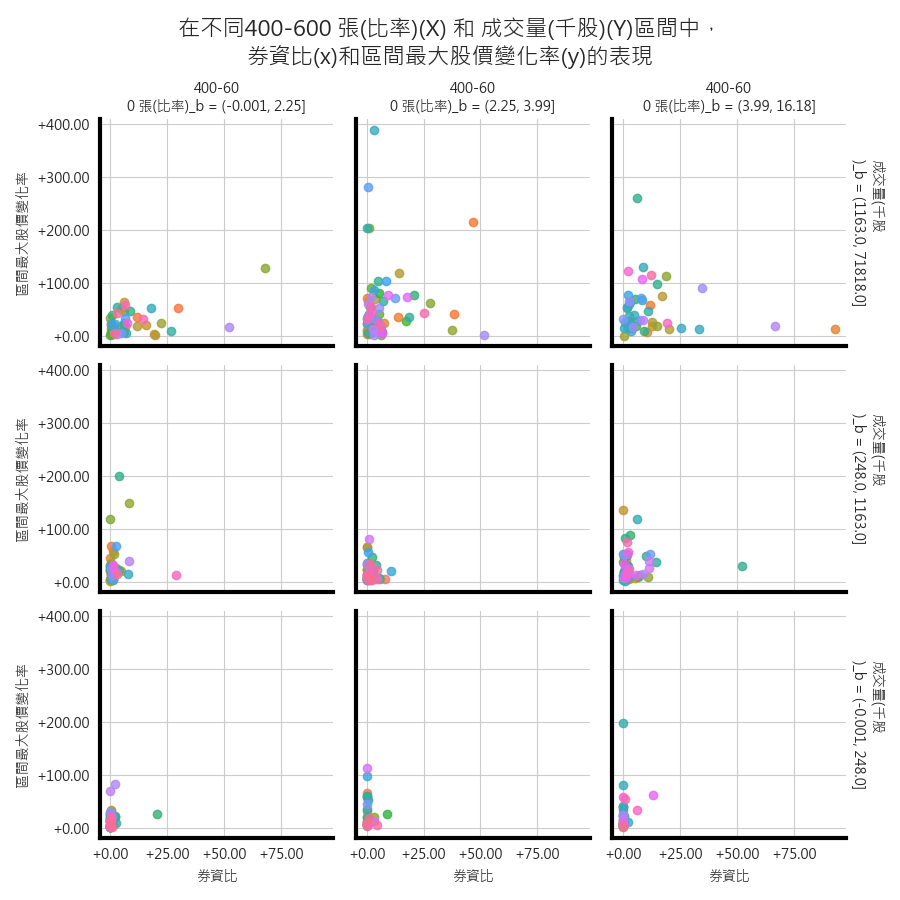 在不同400-600 張(比率)(X) 和 成交量(千股)(Y)區間中，
券資比(x)和區間最大股價變化率(y)的表現
400-60
0 張(比率)_b = (-0.001, 2.25]
400-60
0 張(比率)_b = (2.25, 3.99]
400-60
0 張(比率)_b = (3.99, 16.18]
+400.00
+300.00
+200.00
+100.00
+0.00
區間最大股價變化率
成交量(千股
)_b = (1163.0, 71818.0]
+400.00
+300.00
+200.00
+100.00
+0.00
區間最大股價變化率
成交量(千股
)_b = (248.0, 1163.0]
+400.00
+300.00
+200.00
+100.00
+0.00
區間最大股價變化率
成交量(千股
)_b = (-0.001, 248.0]
+0.00 +25.00 +50.00 +75.00
券資比
+0.00 +25.00 +50.00 +75.00
券資比
+0.00 +25.00 +50.00 +75.00
券資比